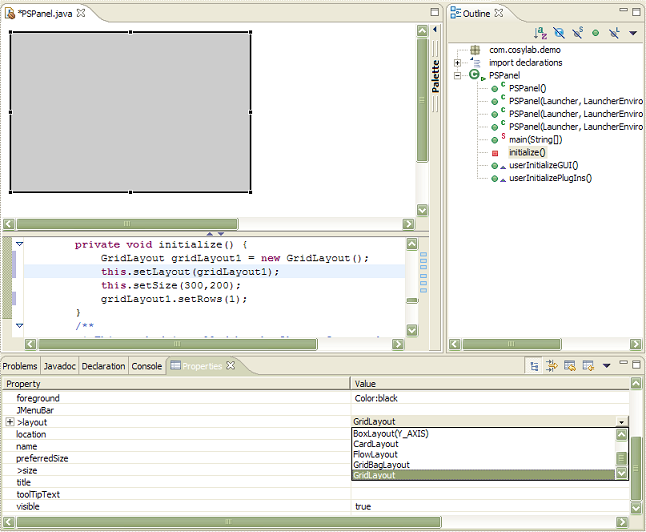 *PSPanel.java
Palette
private void initialize() {
GridLayout gridLayout1 = new GridLayout();
this.setLayout(gridLayout1);
this.setSize(300,200);
gridLayout1.setRows(1);
}
/**
Outline
com.cosylab.demo
import declarations
PSPanel
PSPanel()
PSPanel(Launcher, LauncherEnviro
PSPanel(Launcher, LauncherEnviro
PSPanel(Launcher, LauncherEnviro
main(String[])
initialize()
userInitializeGUI()
userInitializePlugIns()
Problems Javadoc Declaration Console Properties
Property Value
foreground Color:black
JMenuBar
>layout GridLayout
location
BoxLayout(Y_AXIS)
name
CardLayout
preferredSize
FlowLayout
>size
GridBagLayout
title
GridLayout
toolTipText
visible true